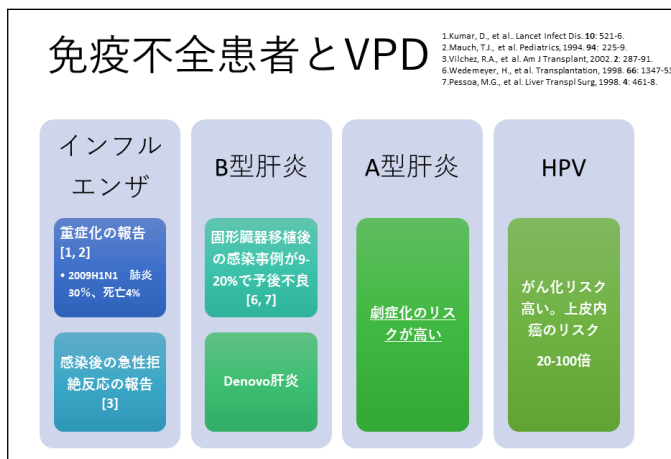 免疫不全患者とVPD
1.Kumar, D., et al.. Lancet Infect Dis. 10: 521-6.
2.Mauch, T.J., et al. Pediatrics, 1994. 94: 225-9.
3.Vilchez, R.A., et al. Am J Transplant, 2002. 2: 287-91.
6.Wedemeyer, H., et al. Transplantation, 1998. 66: 1347-53
7.Pessoa, M.G., et al. Liver Transpl Surg, 1998. 4: 461-8.
インフル
エンザ
重症化の報告
[1, 2]
• 2009H1N1 肺炎
30%、死亡4%
感染後の急性拒
絶反応の報告
[3]
B型肝炎
固形臓器移植後
の感染事例が9-
20%で予後不良
[6, 7]
Denovo肝炎
A型肝炎
劇症化のリス
クが高い
HPV
がん化リスク
高い。上皮内
癌のリスク
20-100倍